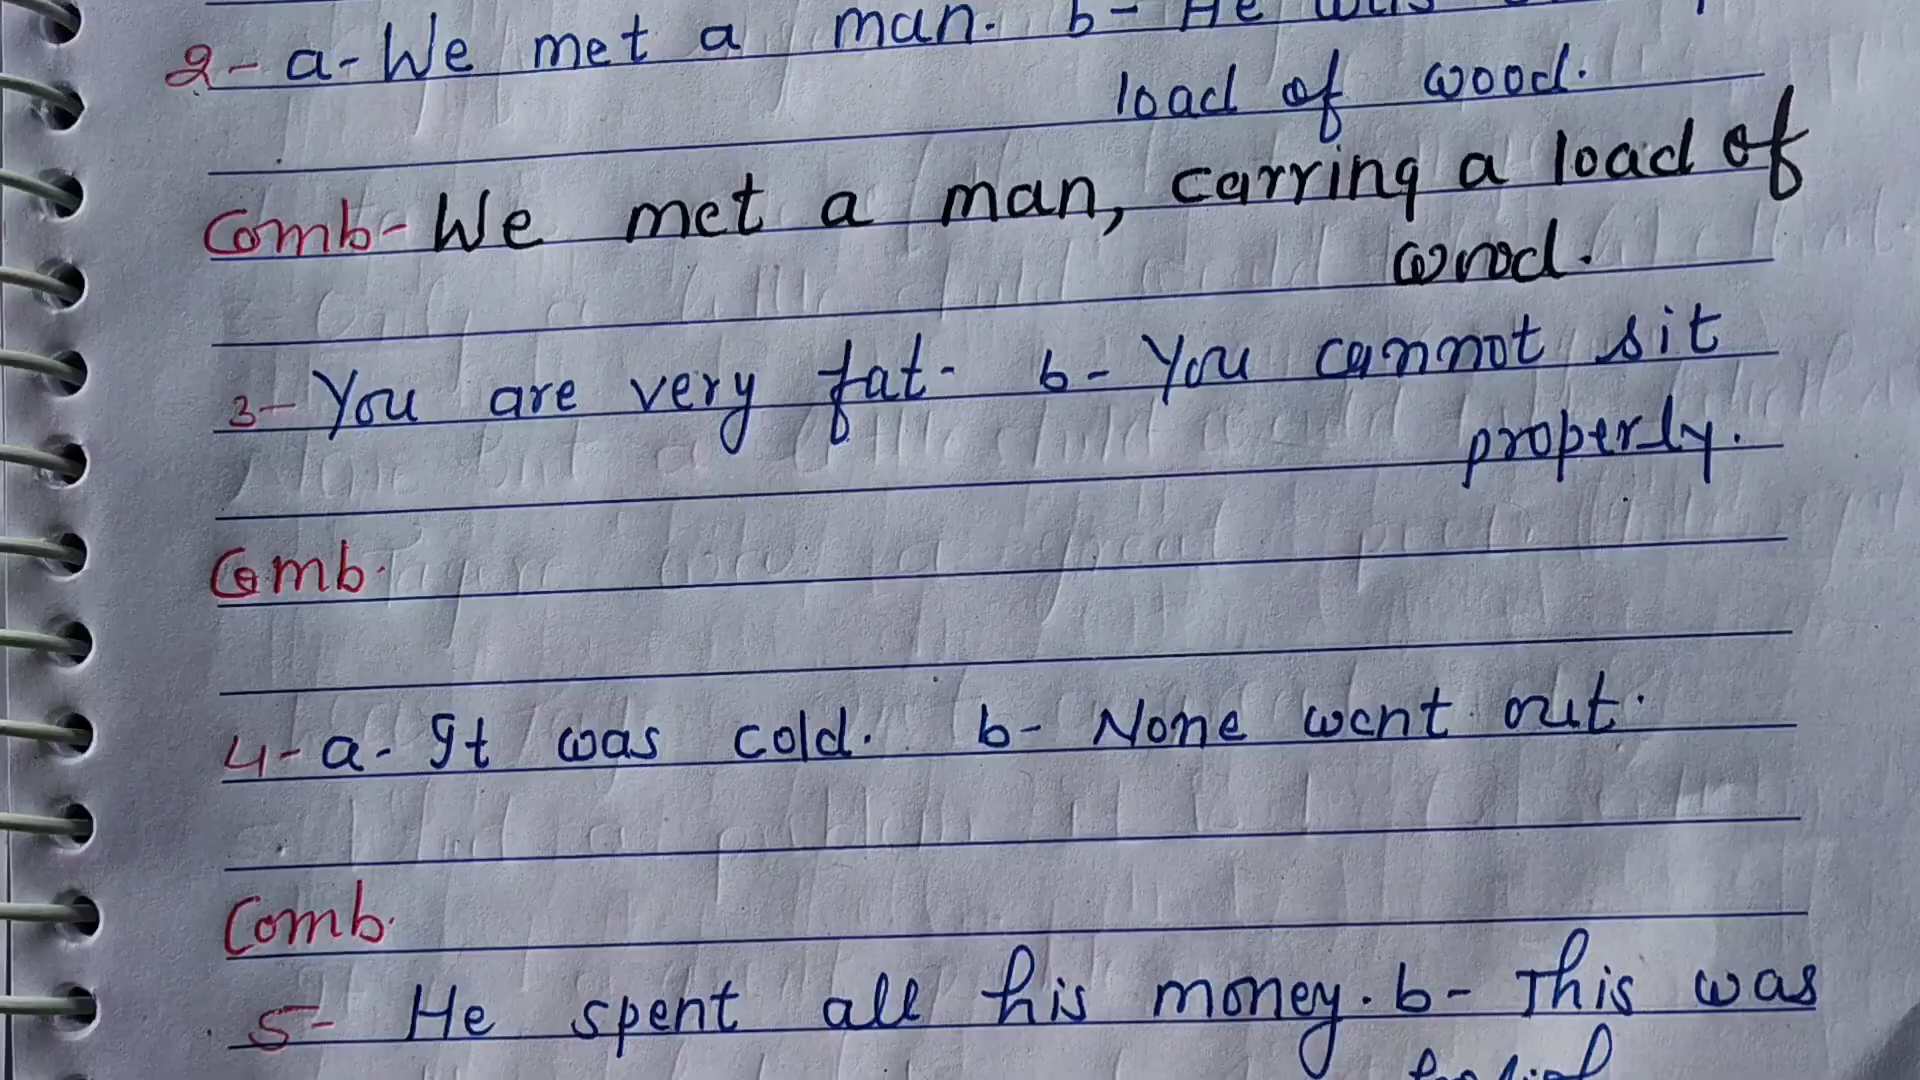 2- a- We met a man. b- He was
load of wood.
Comb- We met a man, carring a load of
wood.
3- You are very fat. b- You cannot sit
properly.
Comb.
4- a- It was cold. b- None went out.
Comb.
5- He spent all his money. b- This was